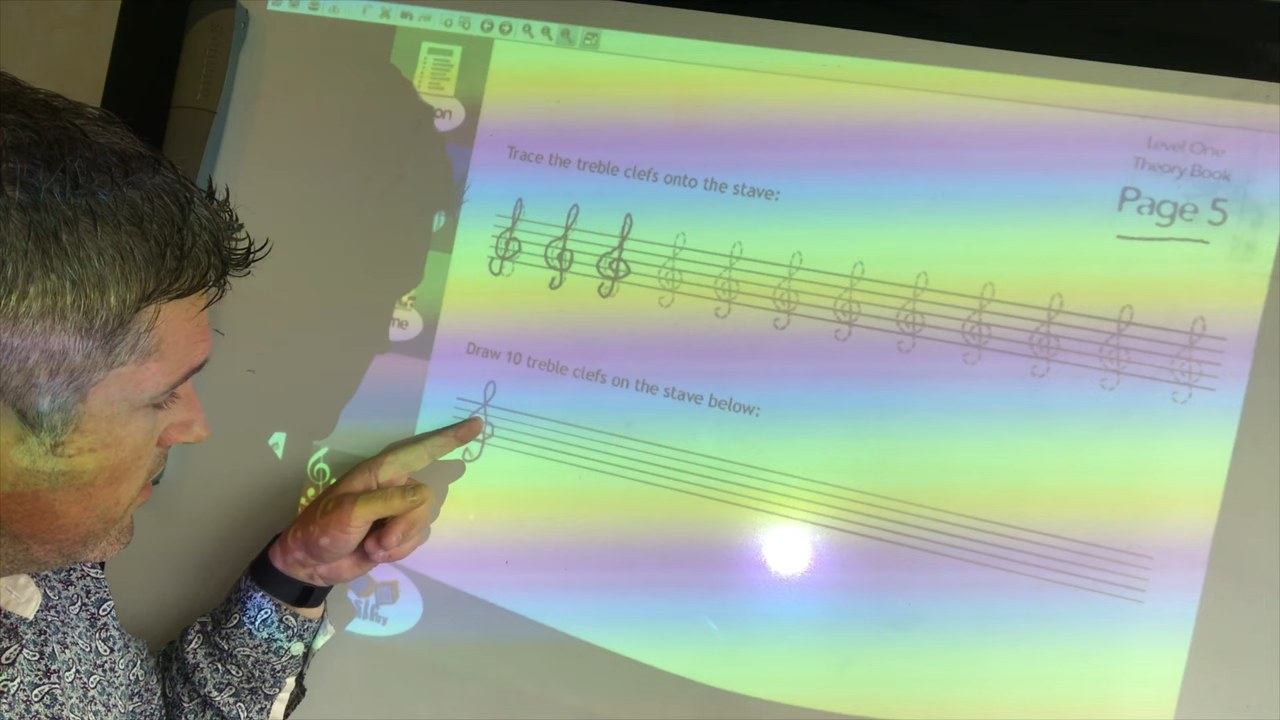 Level One
Theory Book
Page 5
Trace the treble clefs onto the stave:
Draw 10 treble clefs on the stave below: